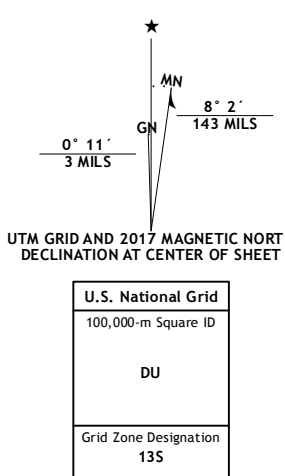 ★
MN
GN
8° 2´
143 MILS
0° 11´
3 MILS
UTM GRID AND 2017 MAGNETIC NORT
DECLINATION AT CENTER OF SHEET
U.S. National Grid
100,000-m Square ID
DU
Grid Zone Designation
13S